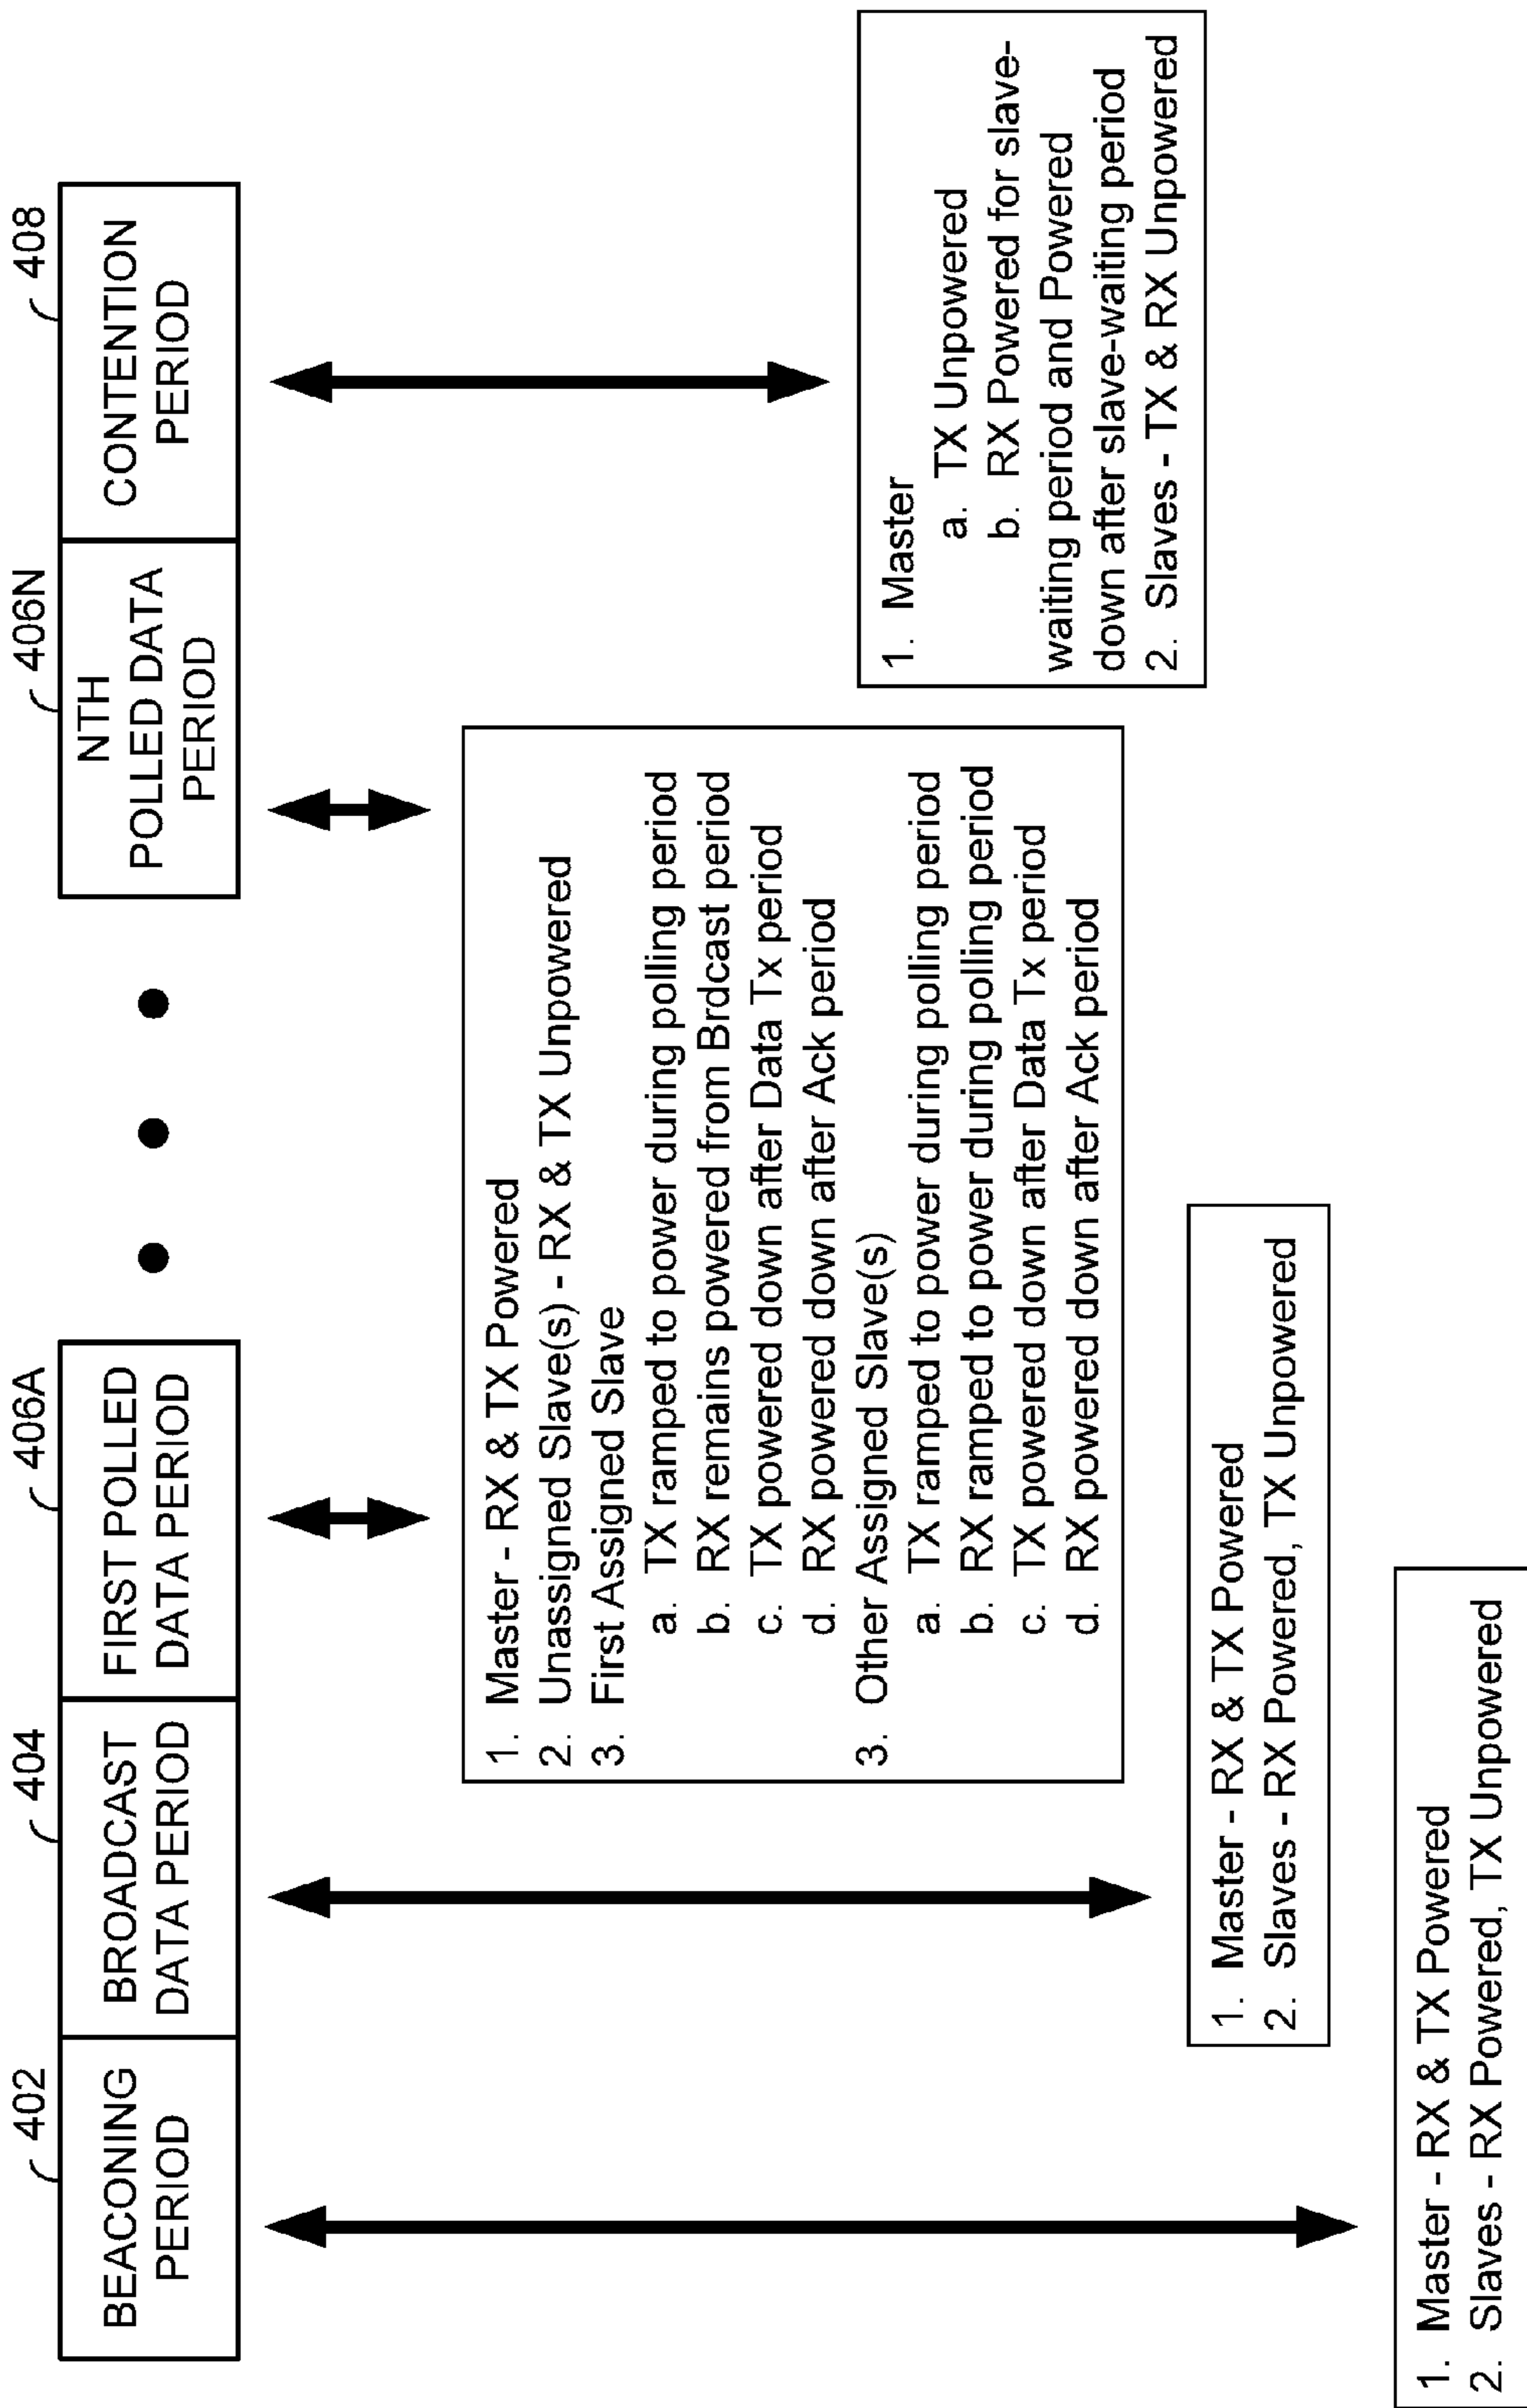 402
BEACONING
PERIOD
404
BROADCAST
DATA PERIOD
406A
FIRST POLLED
DATA PERIOD
406N
NTH
POLLED DATA
PERIOD
408
CONTENTION
PERIOD
1. Master
a. TX Unpowered
b. RX Powered for slave-
waiting period and Powered
down after slave-waiting period
2. Slaves - TX & RX Unpowered
1. Master - RX & TX Powered
2. Unassigned Slave(s) - RX & TX Unpowered
3. First Assigned Slave
a. TX ramped to power during polling period
b. RX remains powered from Brdcast period
c. TX powered down after Data Tx period
d. RX powered down after Ack period
3. Other Assigned Slave(s)
a. TX ramped to power during polling period
b. RX ramped to power during polling period
c. TX powered down after Data Tx period
d. RX powered down after Ack period
1. Master - RX & TX Powered
2. Slaves - RX Powered, TX Unpowered
1. Master - RX & TX Powered
2. Slaves - RX Powered, TX Unpowered